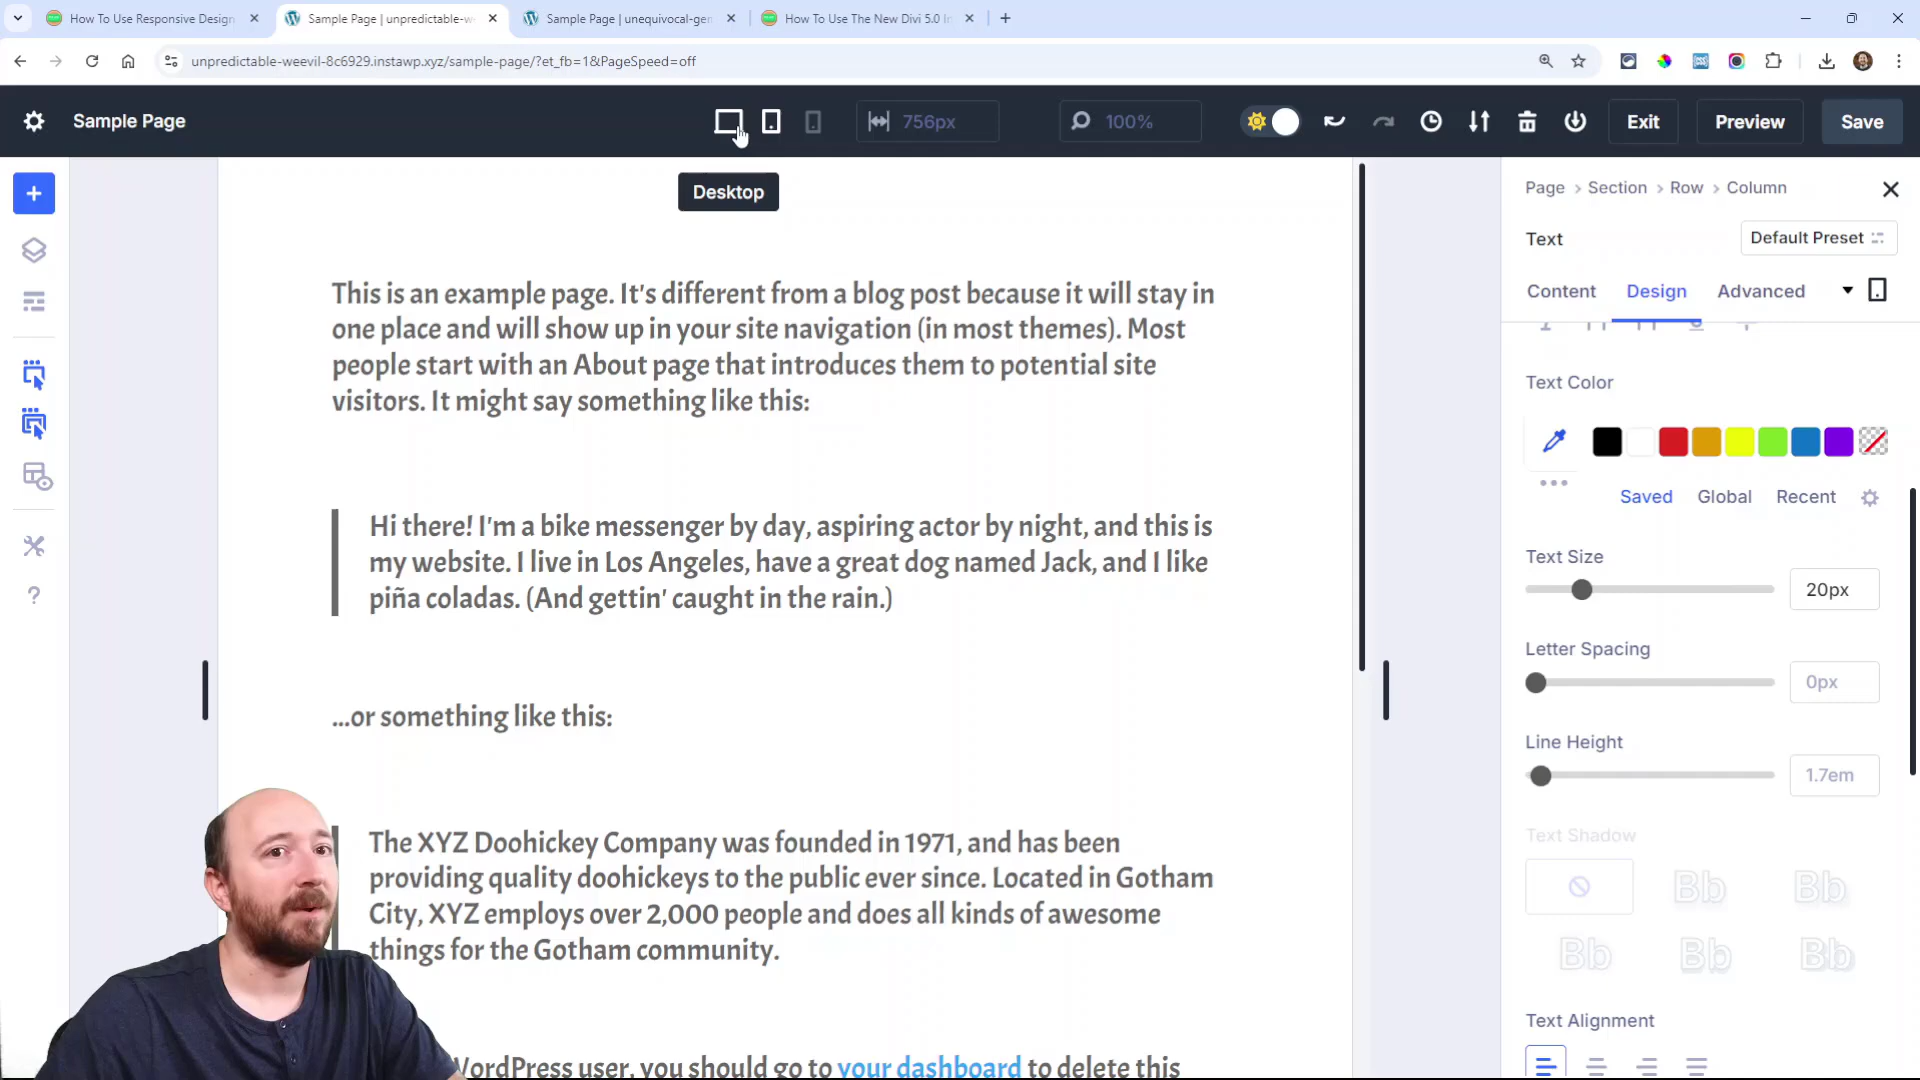 How To Use Responsive Design
Sample Page | unpredictable-w
Sample Page | unequivocal-gen
How To Use The New Divi 5.0 In
unpredictable-weevil-8c6929.instawp.xyz/sample-page/?et_fb=1&PageSpeed=off
Sample Page
756px
100%
Exit
Preview
Save
Desktop
Page > Section > Row > Column
Text
Default Preset
Content
Design
Advanced
This is an example page. It's different from a blog post because it will stay in
one place and will show up in your site navigation (in most themes). Most
people start with an About page that introduces them to potential site
visitors. It might say something like this:
Hi there! I'm a bike messenger by day, aspiring actor by night, and this is
my website. I live in Los Angeles, have a great dog named Jack, and I like
piña coladas. (And gettin' caught in the rain.)
...or something like this:
The XYZ Doohickey Company was founded in 1971, and has been
providing quality doohickeys to the public ever since. Located in Gotham
City, XYZ employs over 2,000 people and does all kinds of awesome
things for the Gotham community.
WordPress user, you should go to your dashboard to delete this
Text Color
Saved
Global
Recent
Text Size
20px
Letter Spacing
0px
Line Height
1.7em
Text Shadow
Bb
Bb
Bb
Bb
Bb
Text Alignment